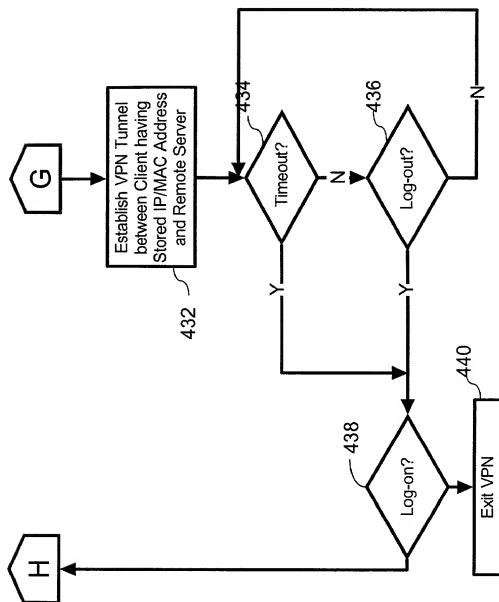 G
Establish VPN Tunnel
between Client having
Stored IP/MAC Address
and Remote Server
432
434
Timeout?
N
436
Log-out?
N
Y
Y
H
438
Log-on?
440
Exit VPN